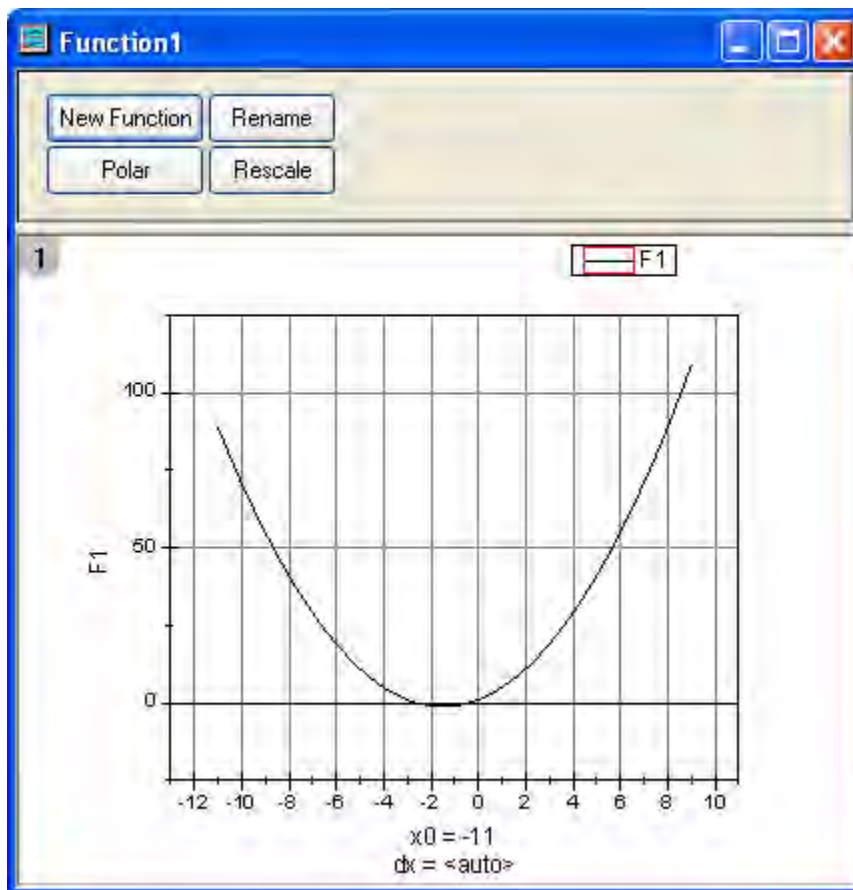 Function1
New Function Rename
Polar Rescale
1
F1
100
50
0
F1
-12 -10 -8 -6 -4 -2 0 2 4 6 8 10
x0 = -11
dx = <auto>